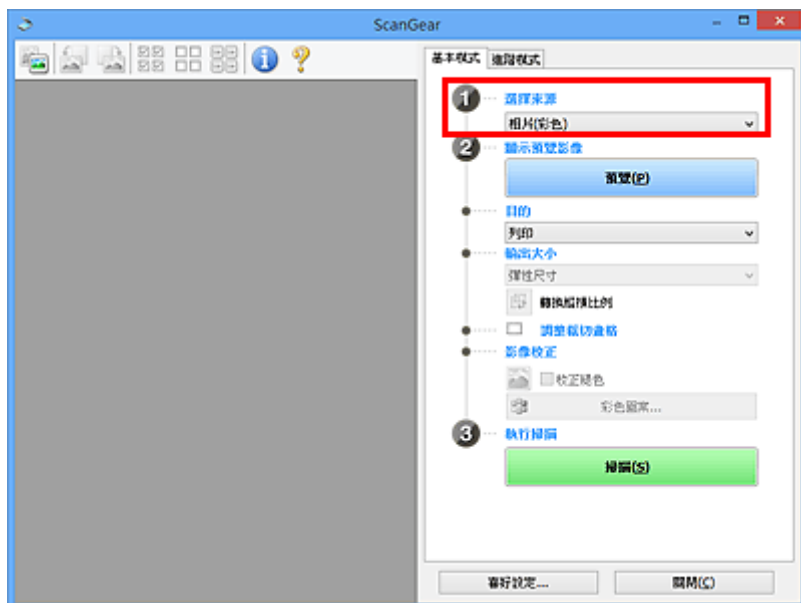 ScanGear
基本模式 進階模式
1 選擇來源
相片(彩色)
2 顯示預覽影像
預覽(P)
目的
列印
輸出大小
彈性尺寸
轉換縱橫比例
調整裁切畫格
影像校正
校正褪色
彩色圖案...
3 執行掃描
掃描(S)
喜好設定... 關閉(C)